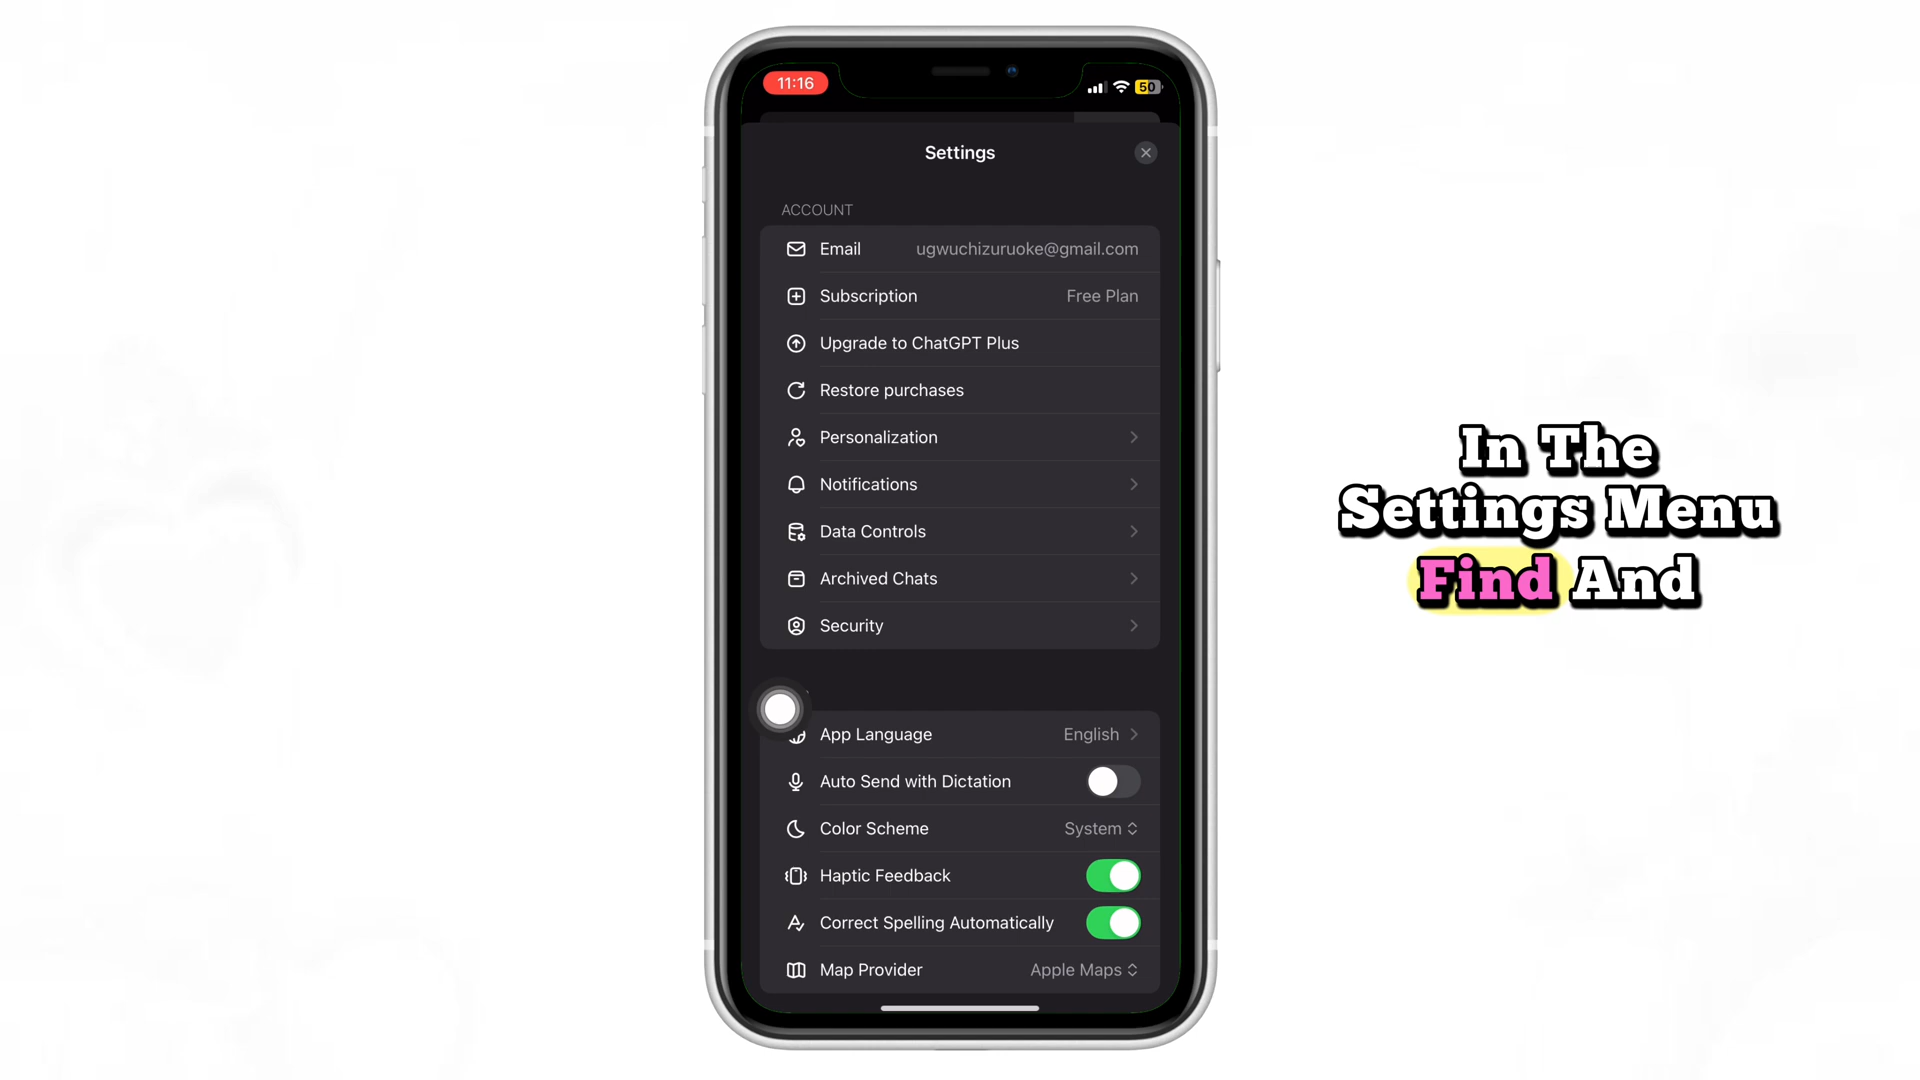 11:16
50
Settings
ACCOUNT
Email ugwuchizuruoke@gmail.com
Subscription Free Plan
Upgrade to ChatGPT Plus
Restore purchases
Personalization
Notifications
Data Controls
Archived Chats
Security
App Language English
Auto Send with Dictation
Color Scheme System
Haptic Feedback
Correct Spelling Automatically
Map Provider Apple Maps
In The
Settings Menu
Find And